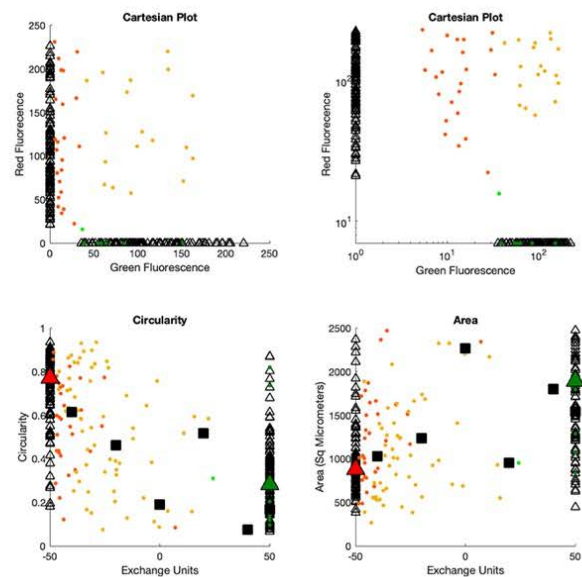 Cartesian Plot
250
200
150
100
50
0
0 50 100 150 200 250
Red Fluorescence
Green Fluorescence
Cartesian Plot
10²
10¹
10⁰ 10¹ 10²
Red Fluorescence
Green Fluorescence
Circularity
1
0.8
0.6
0.4
0.2
0
-50 0 50
Circularity
Exchange Units
Area
2500
2000
1500
1000
500
0
-50 0 50
Area (Sq Micrometers)
Exchange Units